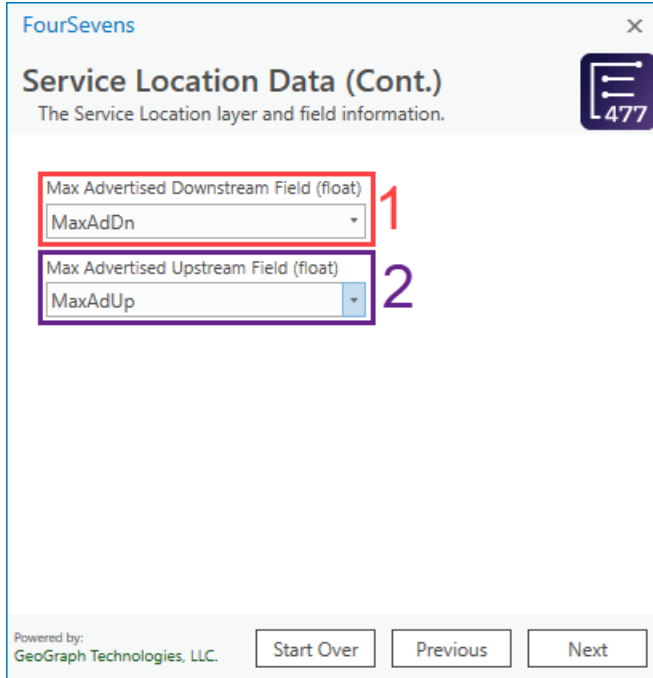 FourSevens
Service Location Data (Cont.)
The Service Location layer and field information.
477
Max Advertised Downstream Field (float)
MaxAdDn
1
Max Advertised Upstream Field (float)
MaxAdUp
2
Powered by:
GeoGraph Technologies, LLC.
Start Over
Previous
Next